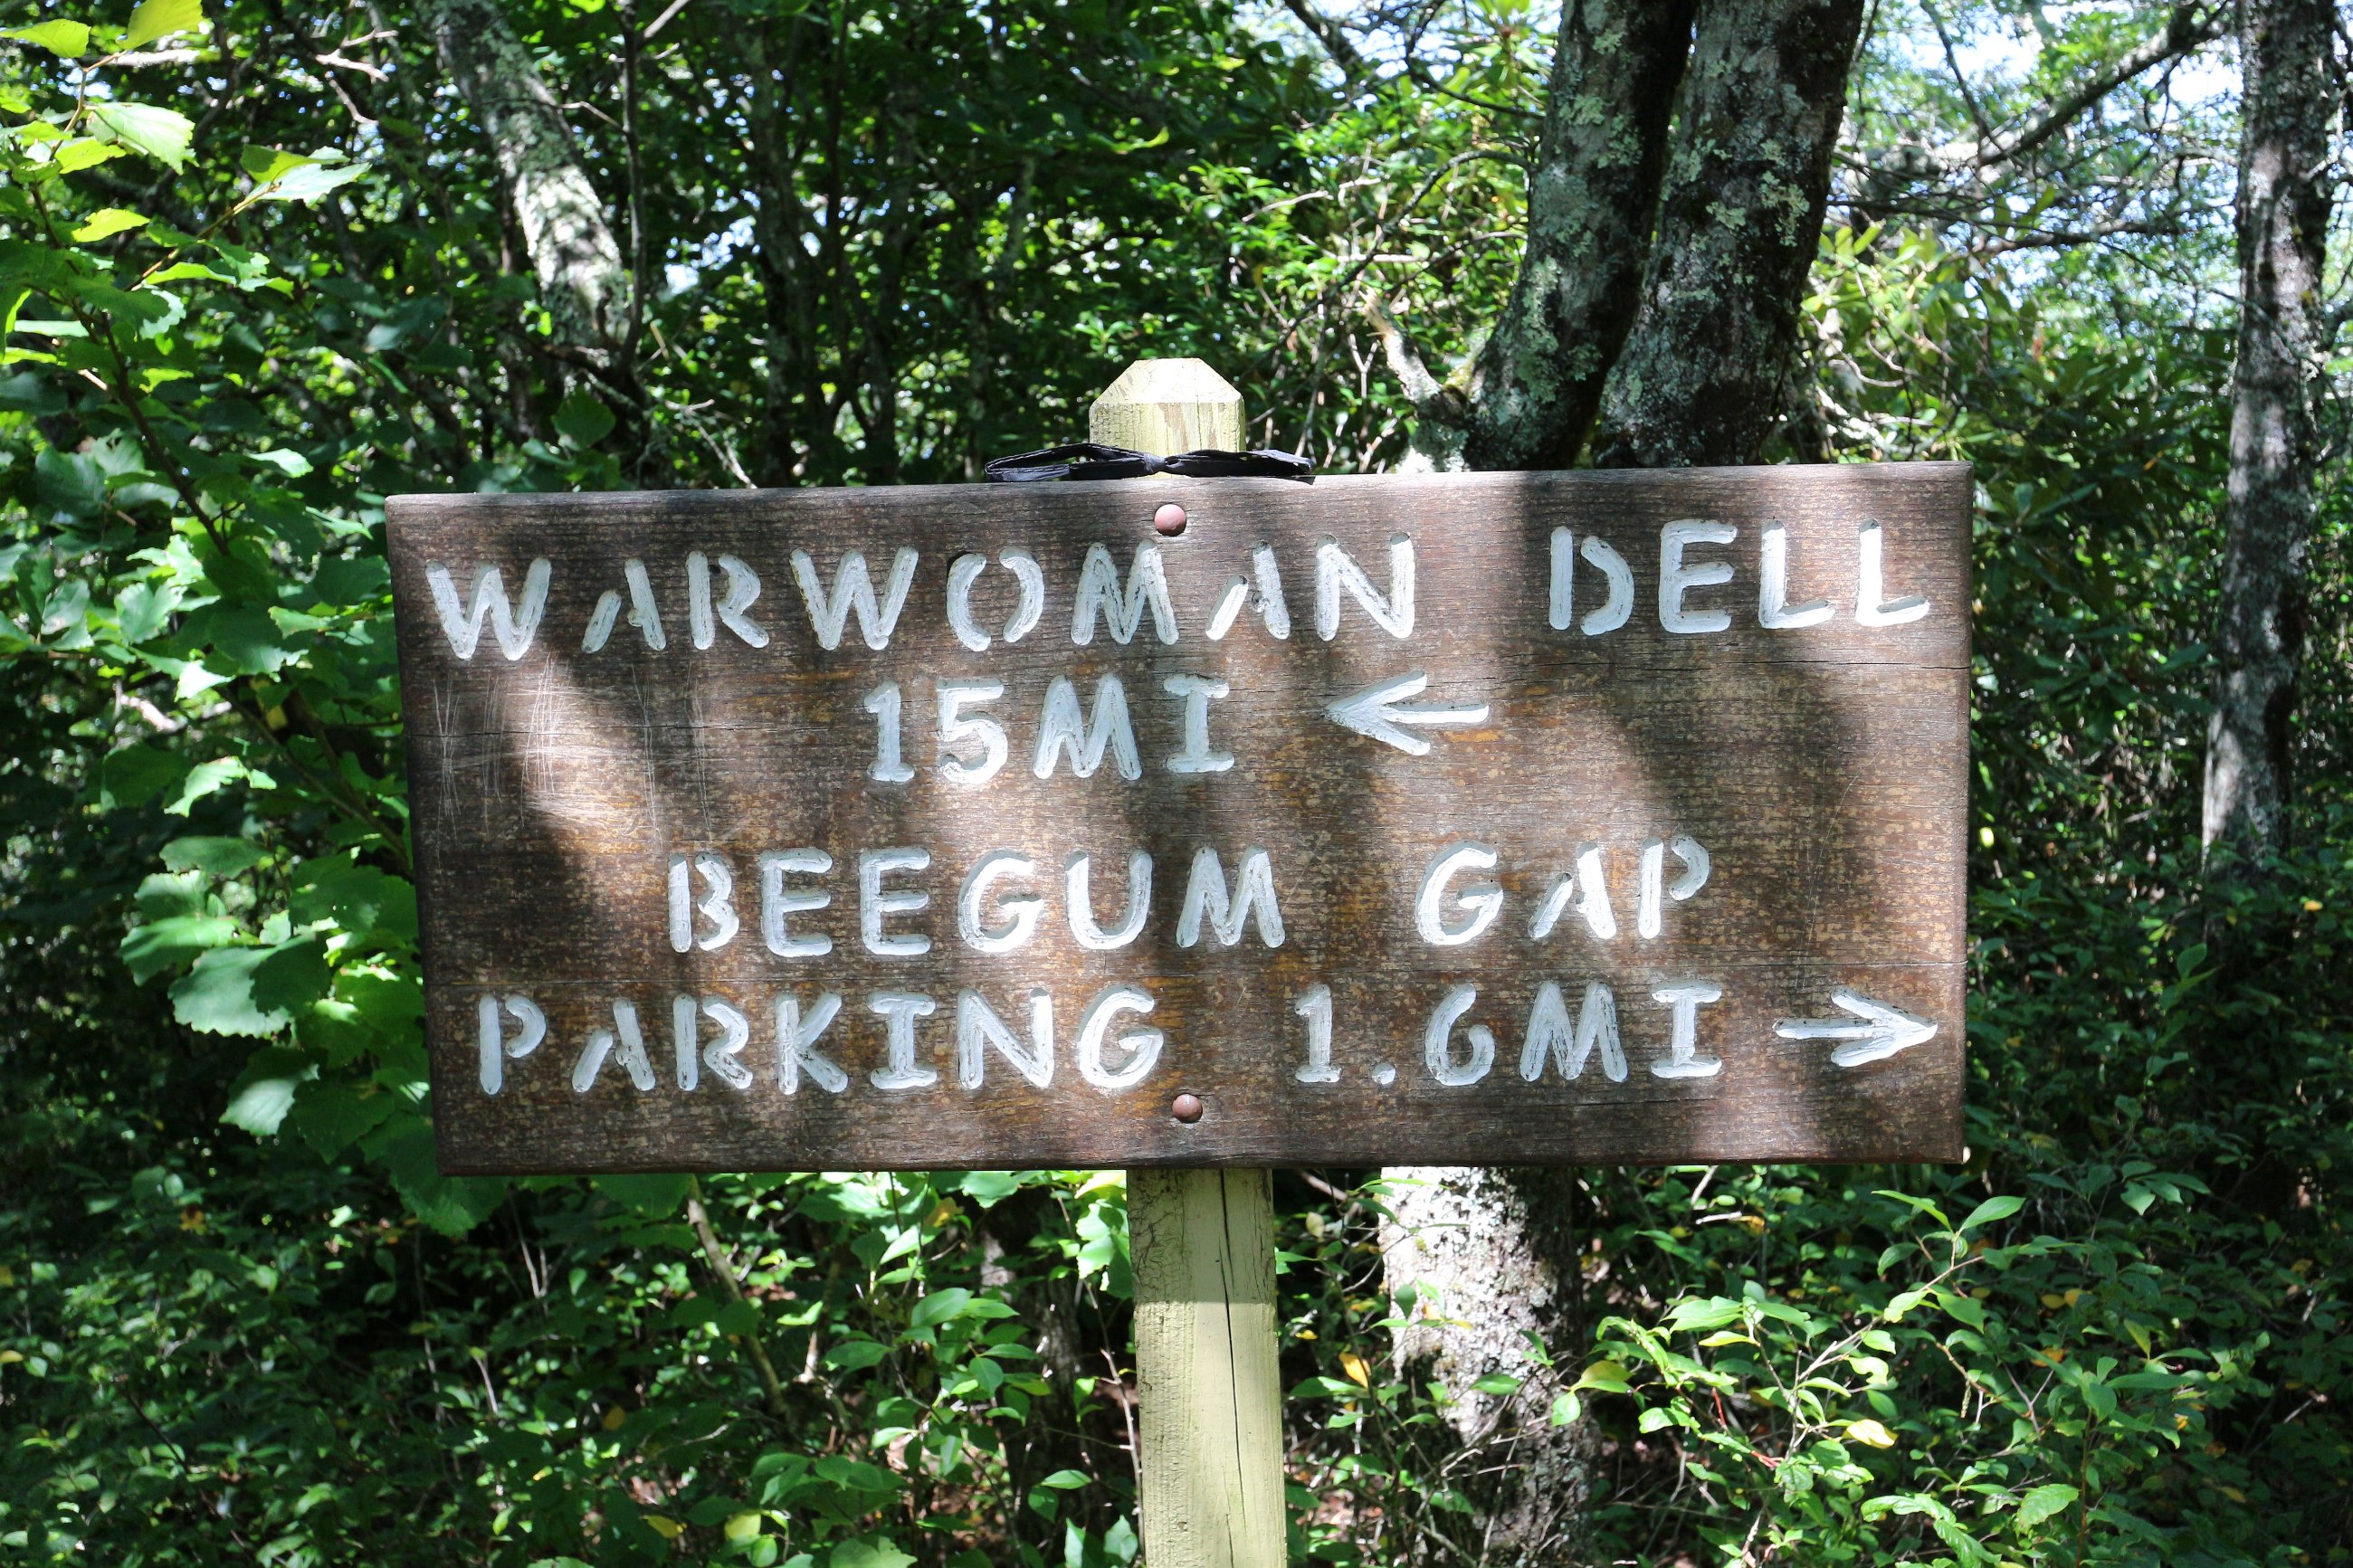 WARWOMAN DELL
15MI ←
BEEGUM GAP
PARKING 1.6MI →